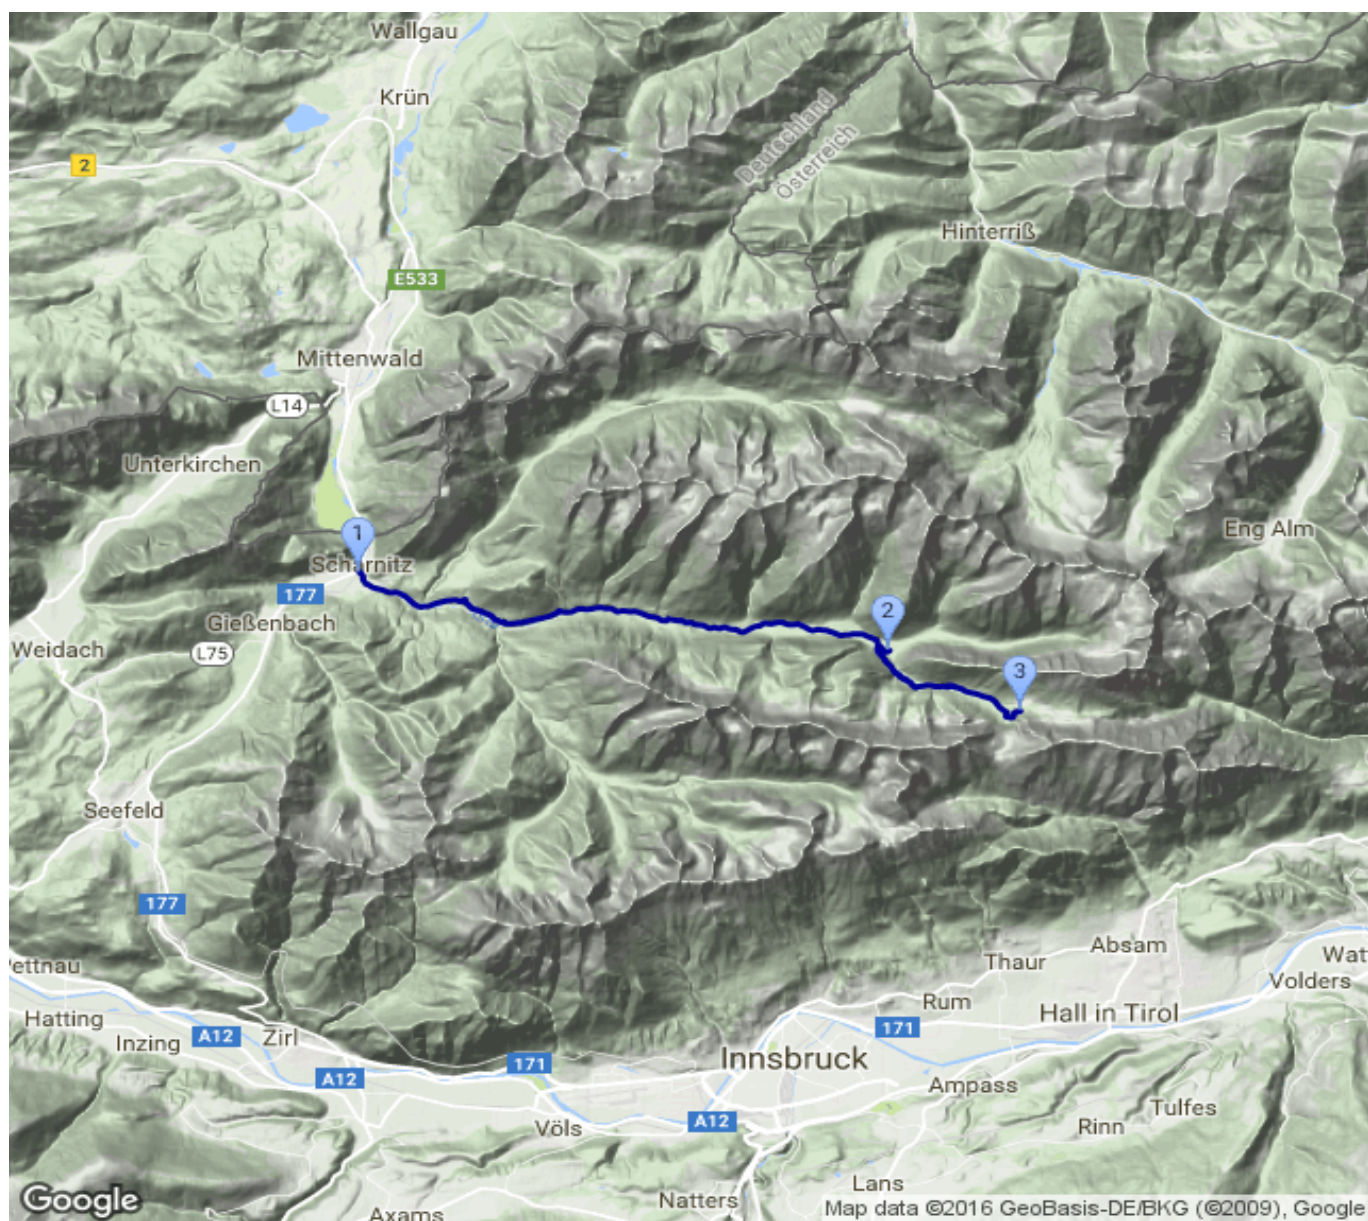 Wallgau
Krün
2
Deutschland
Österreich
Hinterriß
E533
Mittenwald
L14
Unterkirchen
1
Scharnitz
177
Eng Alm
2
Gießenbach
L75
Weidach
3
Seefeld
177
Absam
Thaur
Wat
Volders
Pettnau
Rum
Hall in Tirol
Hatting
A12
Zirl
171
Inzing
171
Innsbruck
A12
Ampass
Tulfes
A12
Völs
Rinn
Lans
Natters
Google
Axams
Map data ©2016 GeoBasis-DE/BKG (©2009), Google